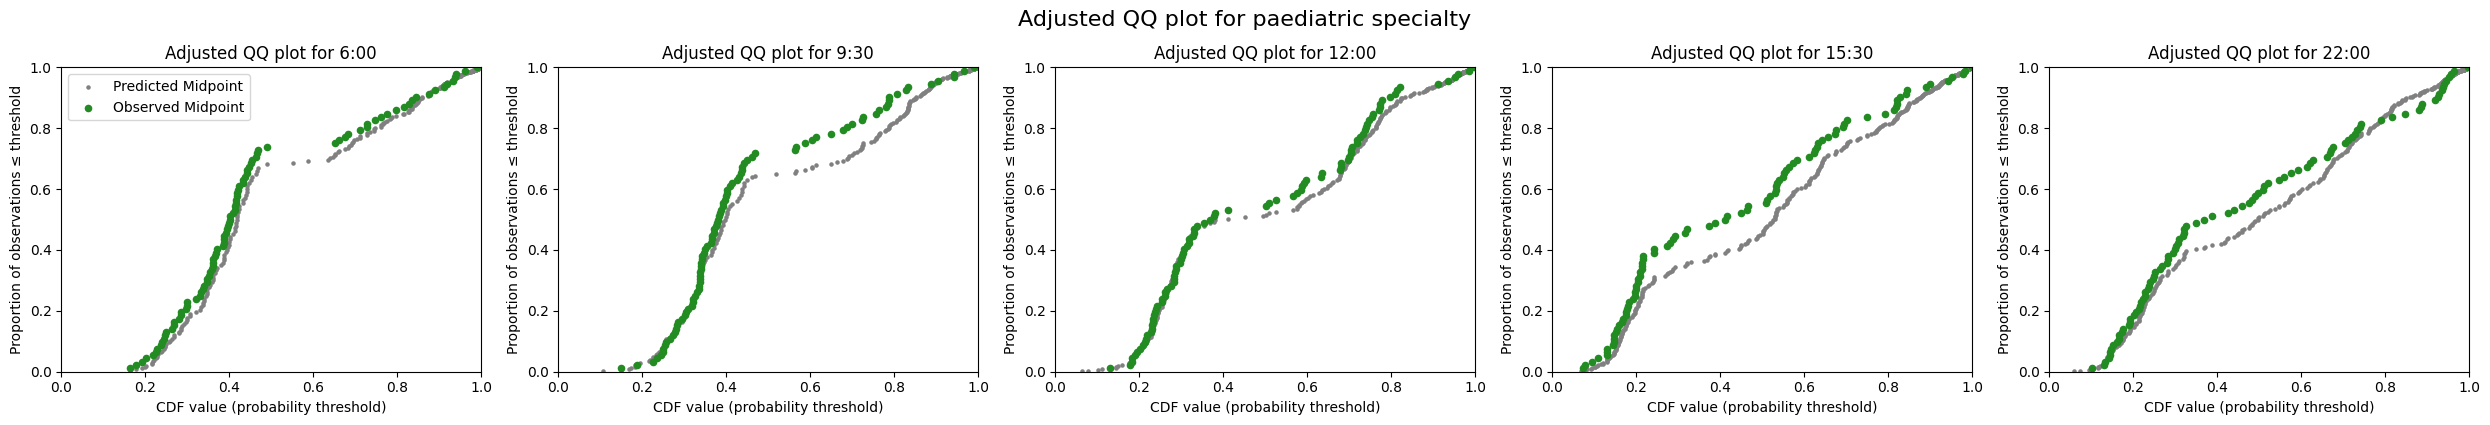 Adjusted QQ plot for paediatric specialty
Adjusted QQ plot for 6:00
Predicted Midpoint
Observed Midpoint
Proportion of observations ≤ threshold
1.0
0.8
0.6
0.4
0.2
0.0
0.0 0.2 0.4 0.6 0.8 1.0
CDF value (probability threshold)
Adjusted QQ plot for 9:30
Proportion of observations ≤ threshold
1.0
0.8
0.6
0.4
0.2
0.0
0.0 0.2 0.4 0.6 0.8 1.0
CDF value (probability threshold)
Adjusted QQ plot for 12:00
Proportion of observations ≤ threshold
1.0
0.8
0.6
0.4
0.2
0.0
0.0 0.2 0.4 0.6 0.8 1.0
CDF value (probability threshold)
Adjusted QQ plot for 15:30
Proportion of observations ≤ threshold
1.0
0.8
0.6
0.4
0.2
0.0
0.0 0.2 0.4 0.6 0.8 1.0
CDF value (probability threshold)
Adjusted QQ plot for 22:00
Proportion of observations ≤ threshold
1.0
0.8
0.6
0.4
0.2
0.0
0.0 0.2 0.4 0.6 0.8 1.0
CDF value (probability threshold)